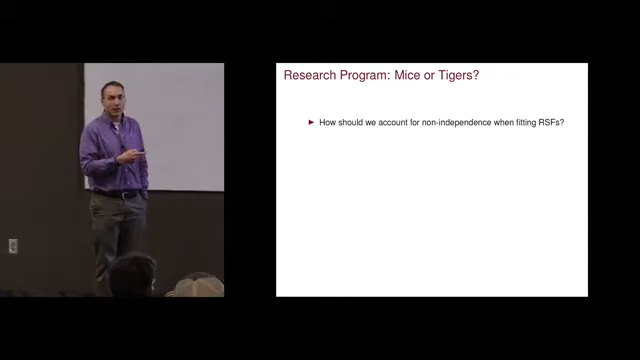 Research Program: Mice or Tigers?
How should we account for non-independence when fitting RSFs?